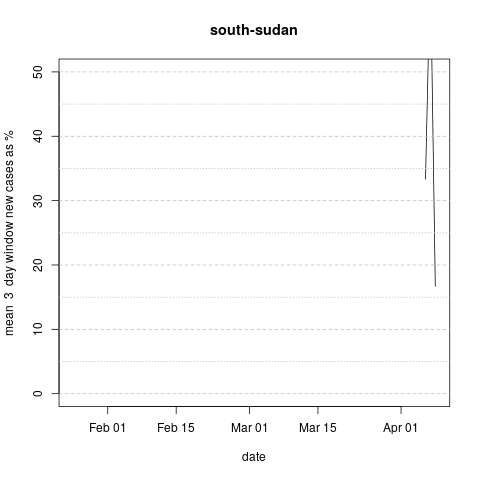 south-sudan
mean  3  day window new cases as %
50
40
30
20
10
0
Feb 01
Feb 15
Mar 01
Mar 15
Apr 01
date